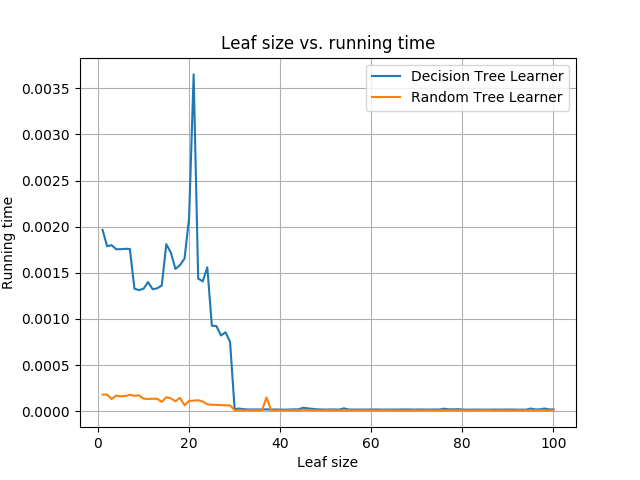 Leaf size vs. running time
Decision Tree Learner
Random Tree Learner
Running time
0.0035
0.0030
0.0025
0.0020
0.0015
0.0010
0.0005
0.0000
0 20 40 60 80 100
Leaf size